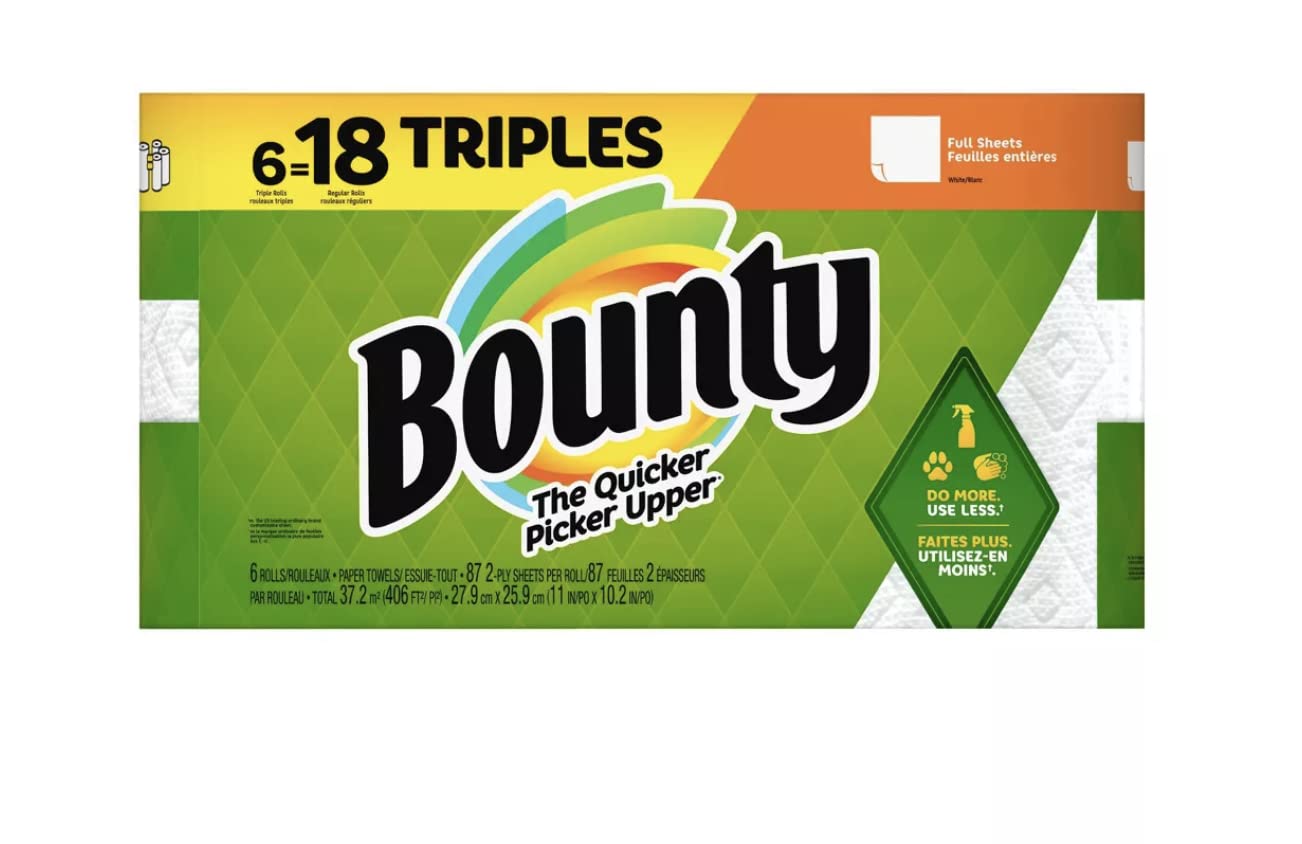 6=18 TRIPLES
Triple Rolls
rouleaux triples
Regular Rolls
rouleaux réguliers
Full Sheets
Feuilles entières
White/Blanc
Bounty
The Quicker
Picker Upper
DO MORE.
USE LESS.†
FAITES PLUS.
UTILISEZ-EN
MOINS†.
6 ROLLS/ROULEAUX • PAPER TOWELS/ ESSUIE-TOUT • 87 2-PLY SHEETS PER ROLL/87 FEUILLES 2 ÉPAISSEURS
PAR ROULEAU • TOTAL 37.2 m² (406 FT²/ PI²) • 27.9 cm X 25.9 cm (11 IN/PO X 10.2 IN/PO)